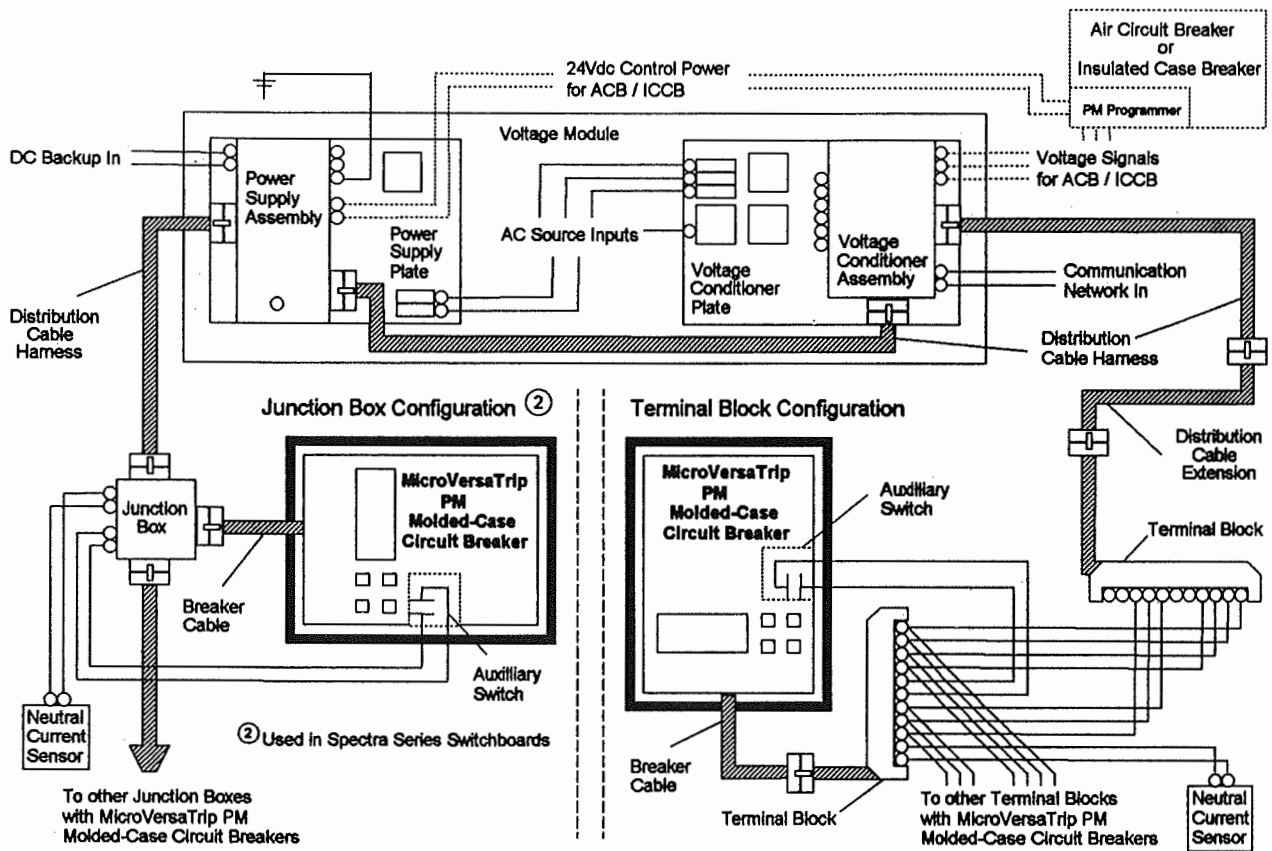 Air Circuit Breaker
or
Insulated Case Breaker
PM Programmer
24Vdc Control Power
for ACB / ICCB
Voltage Module
DC Backup In
Power
Supply
Assembly
Power
Supply
Plate
AC Source Inputs
Voltage
Conditioner
Plate
Voltage
Conditioner
Assembly
Voltage Signals
for ACB / ICCB
Communication
Network In
Distribution
Cable
Harness
Distribution
Cable Harness
Junction Box Configuration ②
Terminal Block Configuration
Distribution
Cable
Extension
MicroVersaTrip
PM
Molded-Case
Circuit Breaker
MicroVersaTrip
PM
Molded-Case
Circuit Breaker
Auxiliary
Switch
Junction
Box
Terminal Block
Breaker
Cable
Auxilliary
Switch
Neutral
Current
Sensor
② Used in Spectra Series Switchboards
Breaker
Cable
To other Junction Boxes
with MicroVersaTrip PM
Molded-Case Circuit Breakers
Terminal Block
To other Terminal Blocks
with MicroVersaTrip PM
Molded-Case Circuit Breakers
Neutral
Current
Sensor